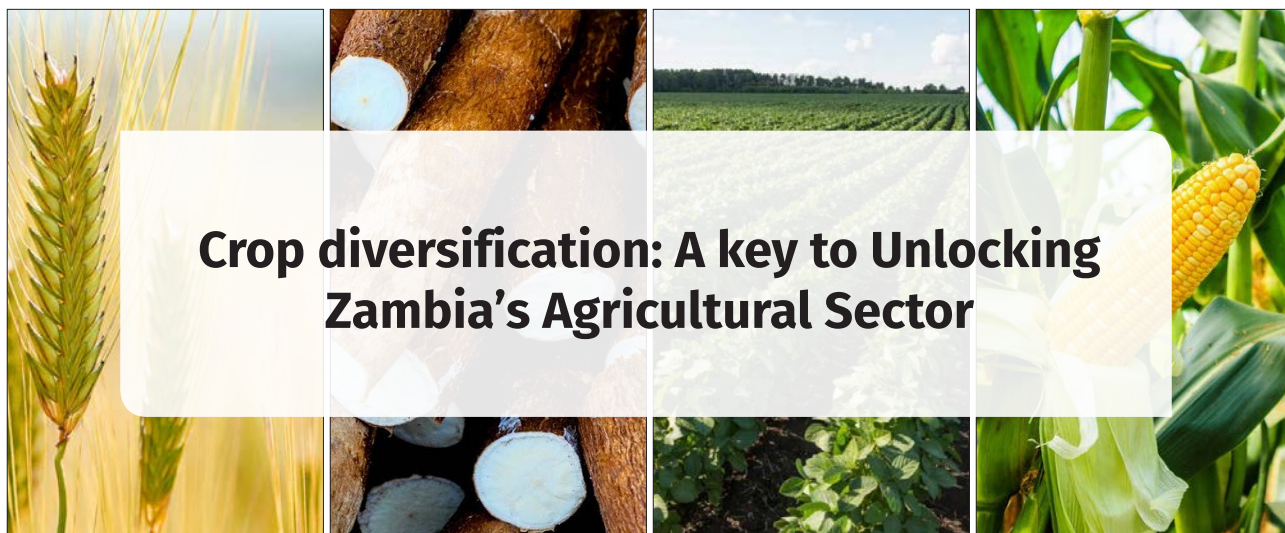 Crop diversification: A key to Unlocking
Zambia’s Agricultural Sector